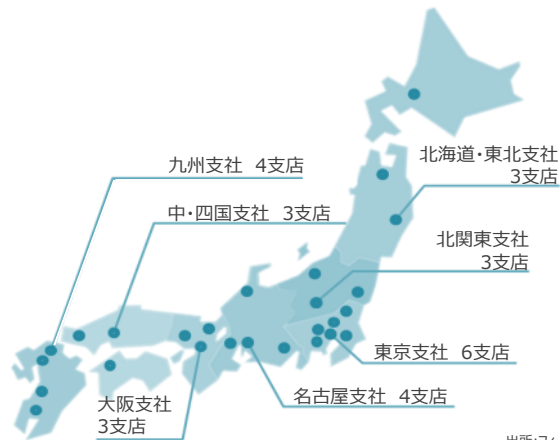 北海道・東北支社
3支店
九州支社 4支店
中・四国支社 3支店
北関東支社
3支店
東京支社 6支店
名古屋支社 4支店
大阪支社
3支店
出所: